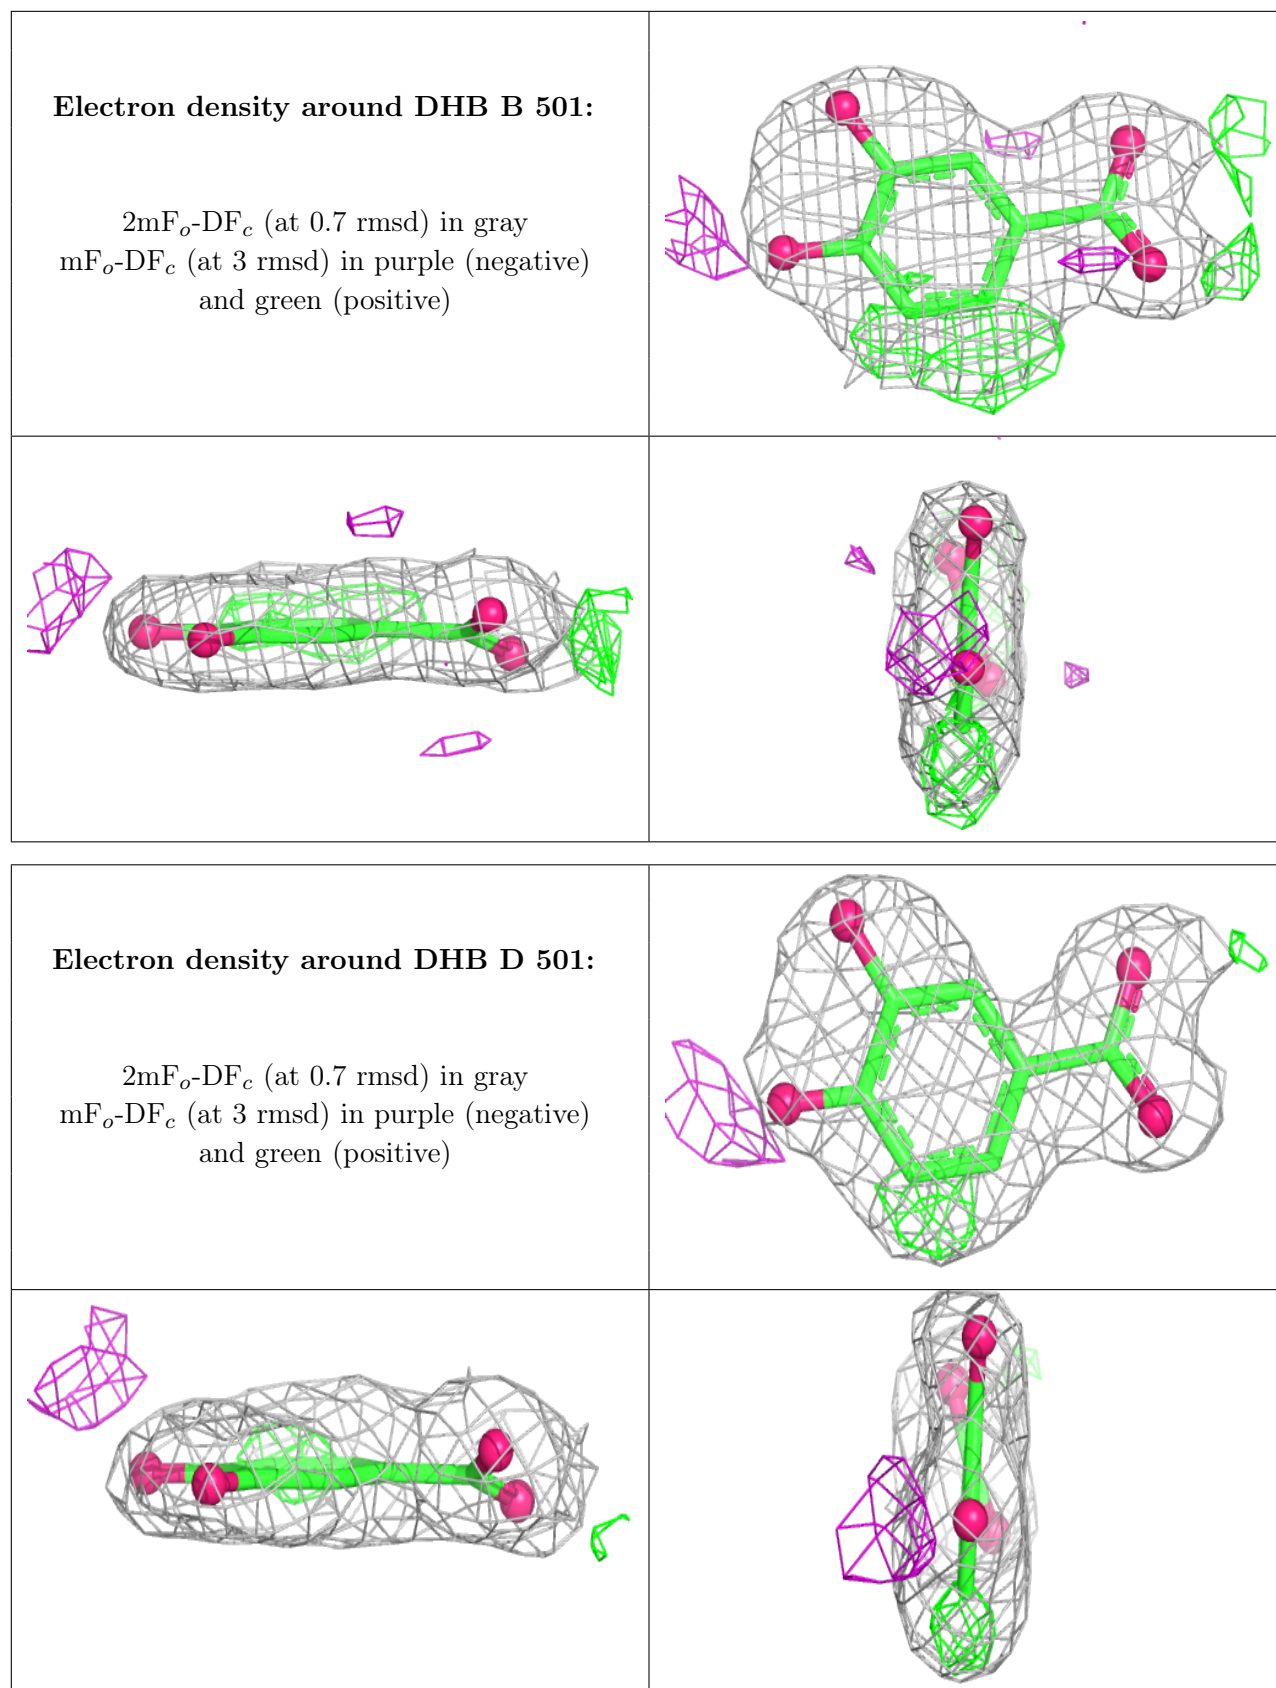 Electron density around DHB B 501:
2mFo-DFc (at 0.7 rmsd) in gray
mFo-DFc (at 3 rmsd) in purple (negative)
and green (positive)
Electron density around DHB D 501:
2mFo-DFc (at 0.7 rmsd) in gray
mFo-DFc (at 3 rmsd) in purple (negative)
and green (positive)